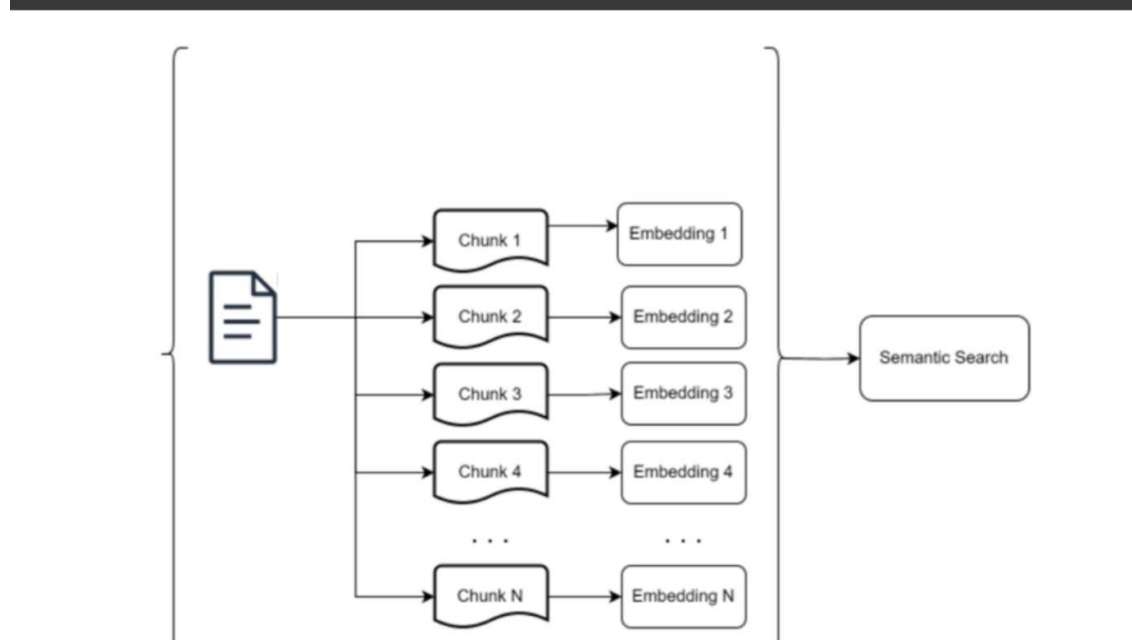 Chunk 1
Embedding 1
Chunk 2
Embedding 2
Chunk 3
Embedding 3
Semantic Search
Chunk 4
Embedding 4
. . .
. . .
Chunk N
Embedding N